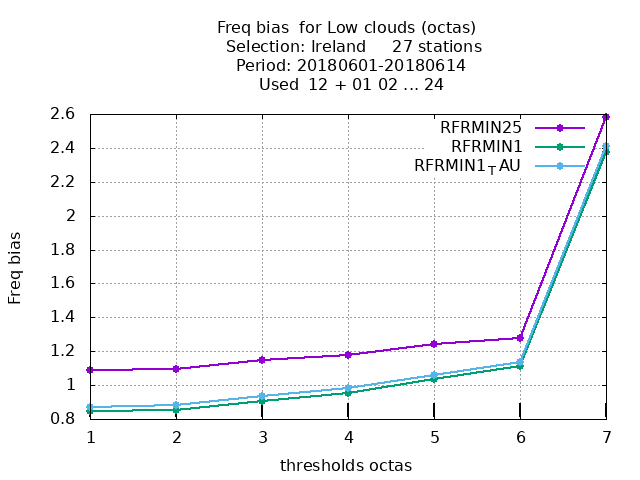 Freq bias  for Low clouds (octas)
Selection: Ireland     27 stations
Period: 20180601-20180614
Used  12 + 01 02 ... 24
RFRMIN25
RFRMIN1
RFRMIN1TAU
Freq bias
2.6
2.4
2.2
2
1.8
1.6
1.4
1.2
1
0.8
1 2 3 4 5 6 7
thresholds octas